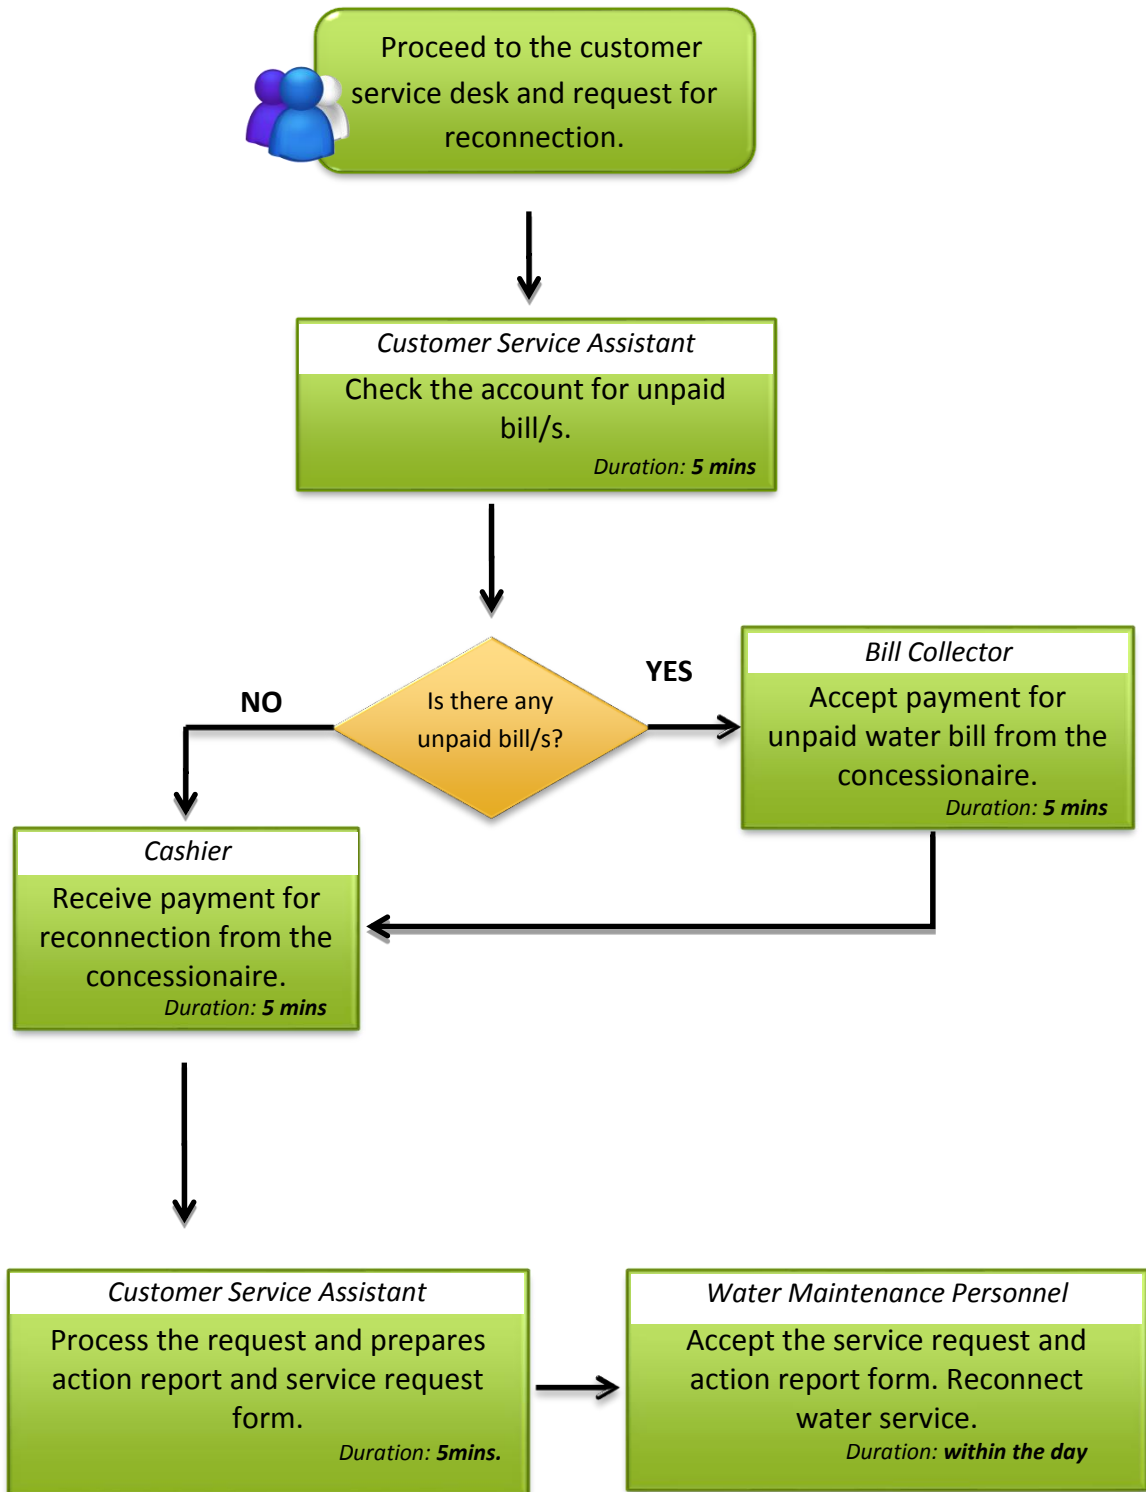 Proceed to the customer
service desk and request for
reconnection.
Customer Service Assistant
Check the account for unpaid
bill/s.
Duration: 5 mins
Is there any
unpaid bill/s?
NO
YES
Bill Collector
Accept payment for
unpaid water bill from the
concessionaire.
Duration: 5 mins
Cashier
Receive payment for
reconnection from the
concessionaire.
Duration: 5 mins
Customer Service Assistant
Process the request and prepares
action report and service request
form.
Duration: 5mins.
Water Maintenance Personnel
Accept the service request and
action report form. Reconnect
water service.
Duration: within the day